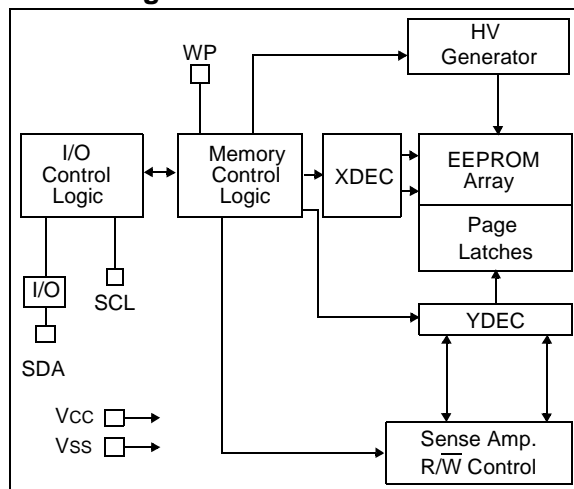 WP
HV
Generator
I/O
Control
Logic
Memory
Control
Logic
XDEC
EEPROM
Array
Page
Latches
I/O
SCL
SDA
YDEC
VCC
VSS
Sense Amp.
R/W̅ Control